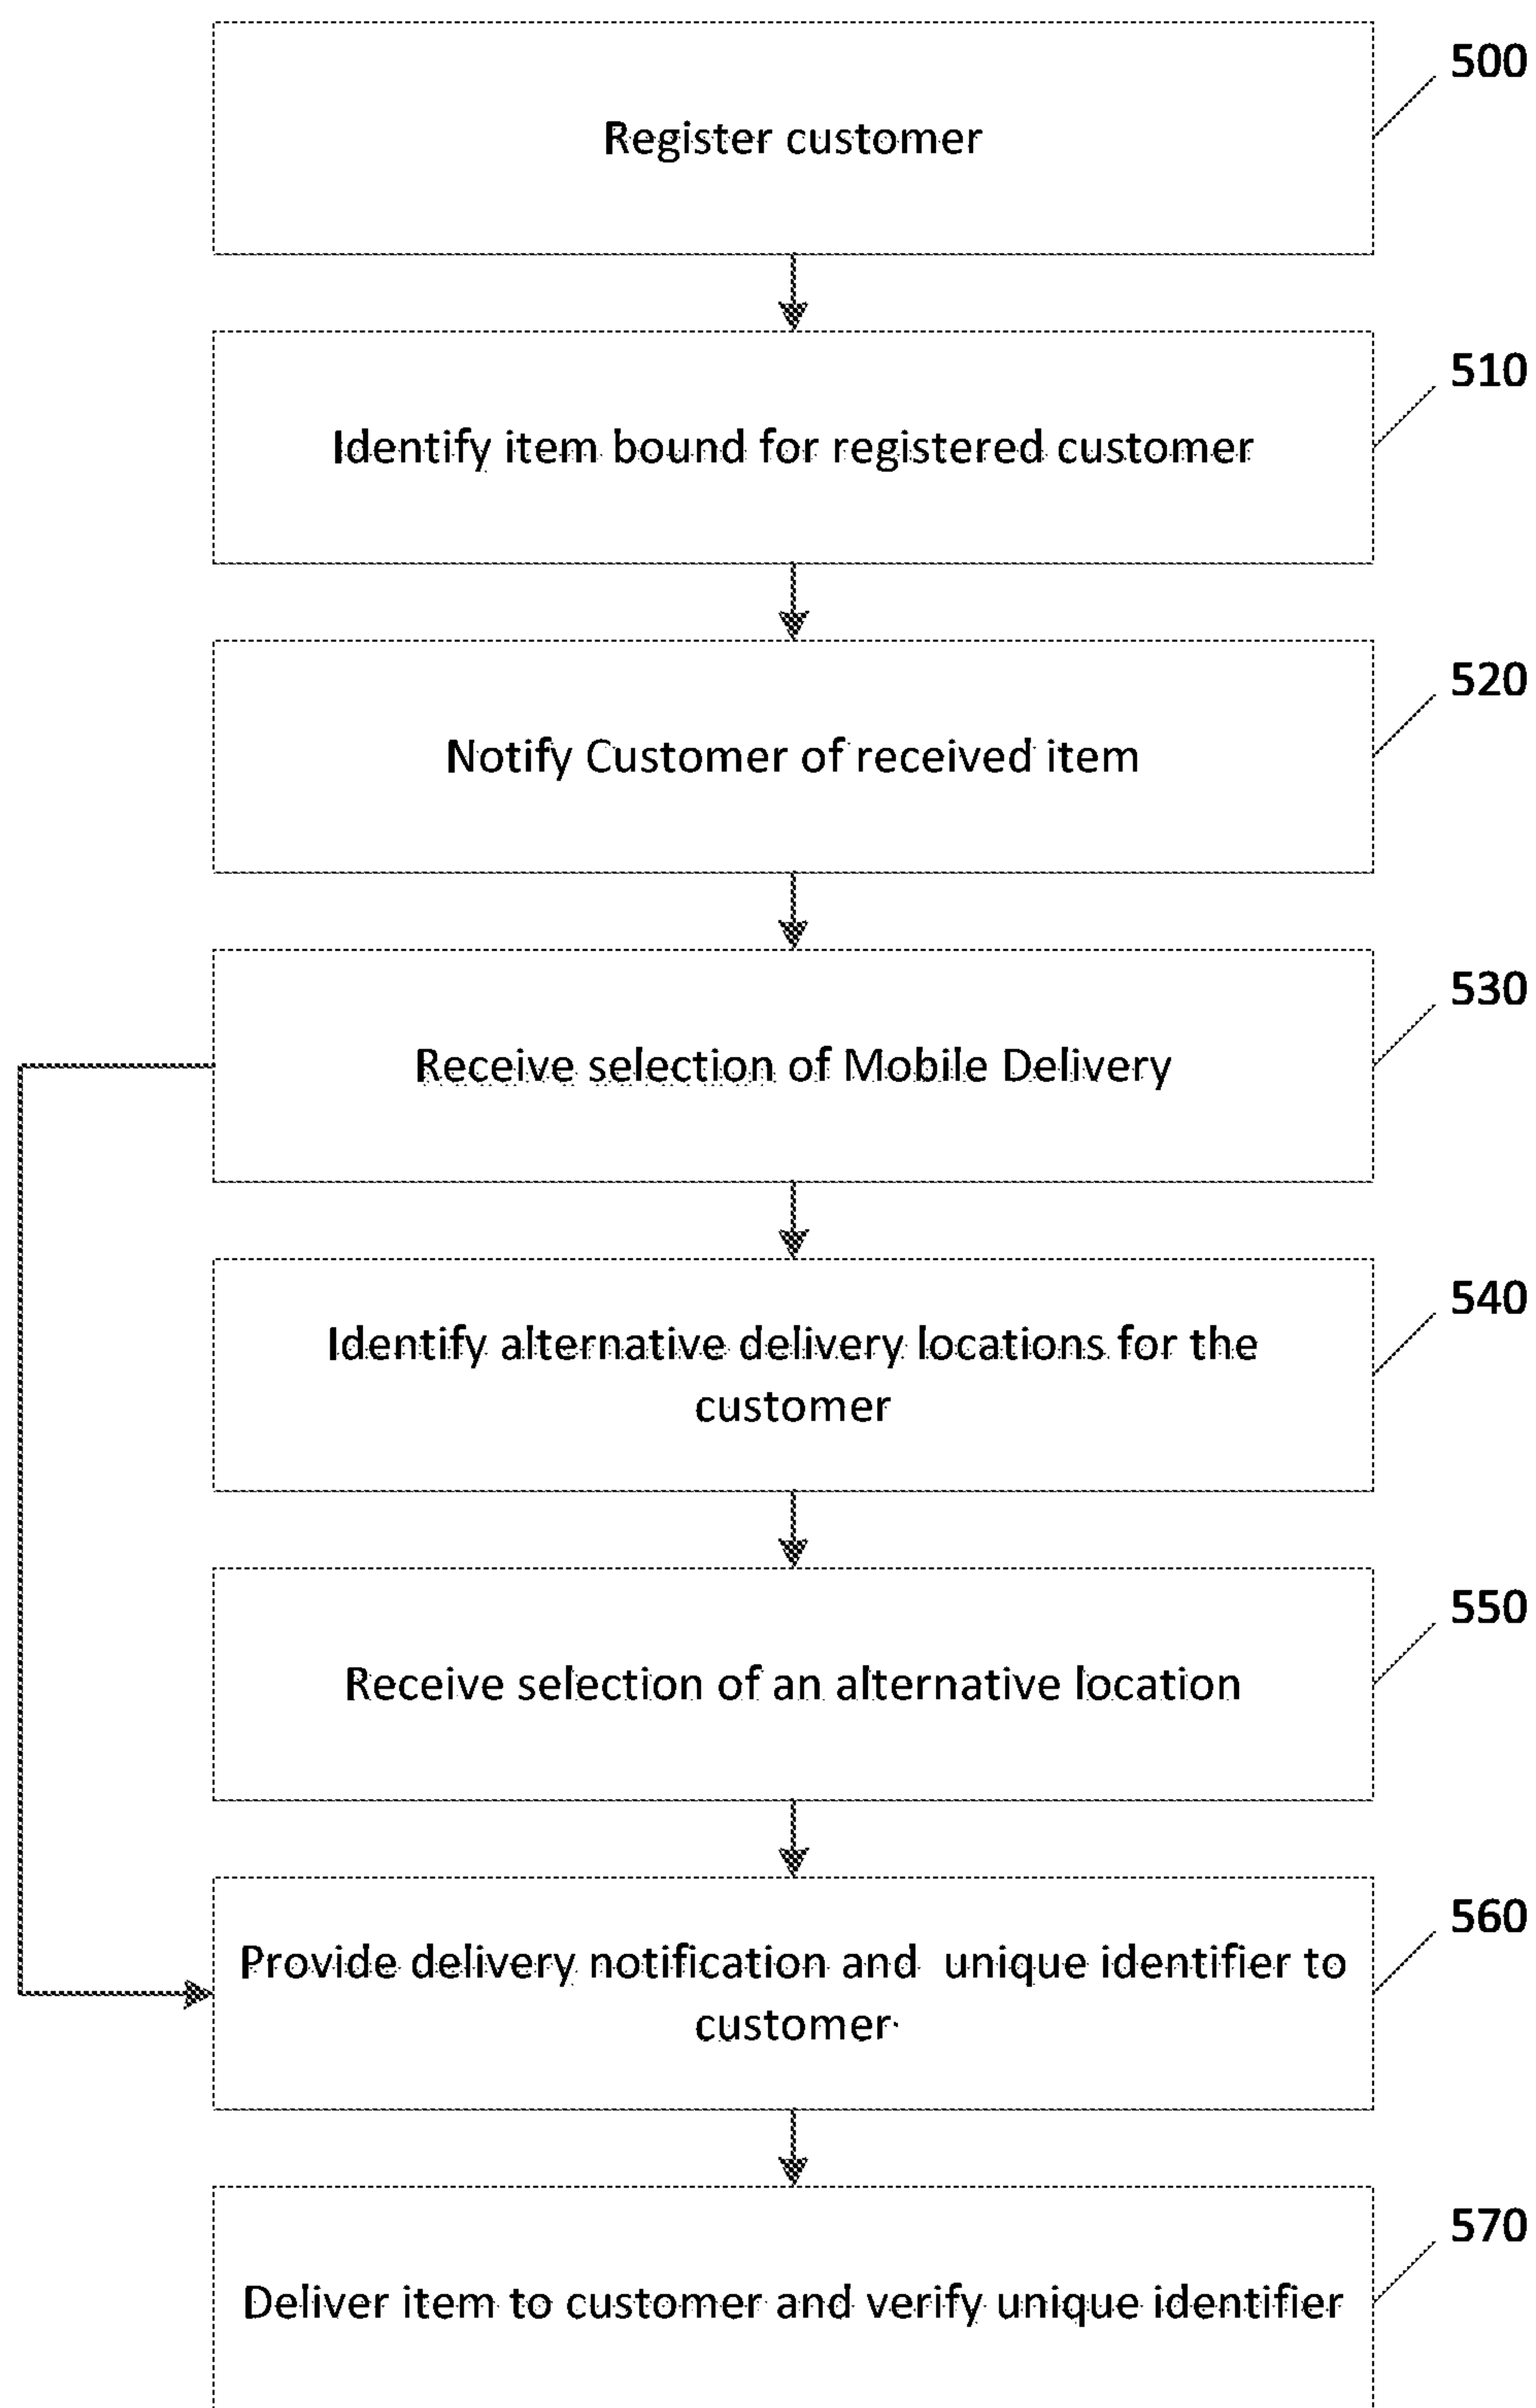 500
Register customer
510
Identify item bound for registered customer
520
Notify Customer of received item
530
Receive selection of Mobile Delivery
540
Identify alternative delivery locations for the
customer
550
Receive selection of an alternative location
560
Provide delivery notification and unique identifier to
customer
570
Deliver item to customer and verify unique identifier